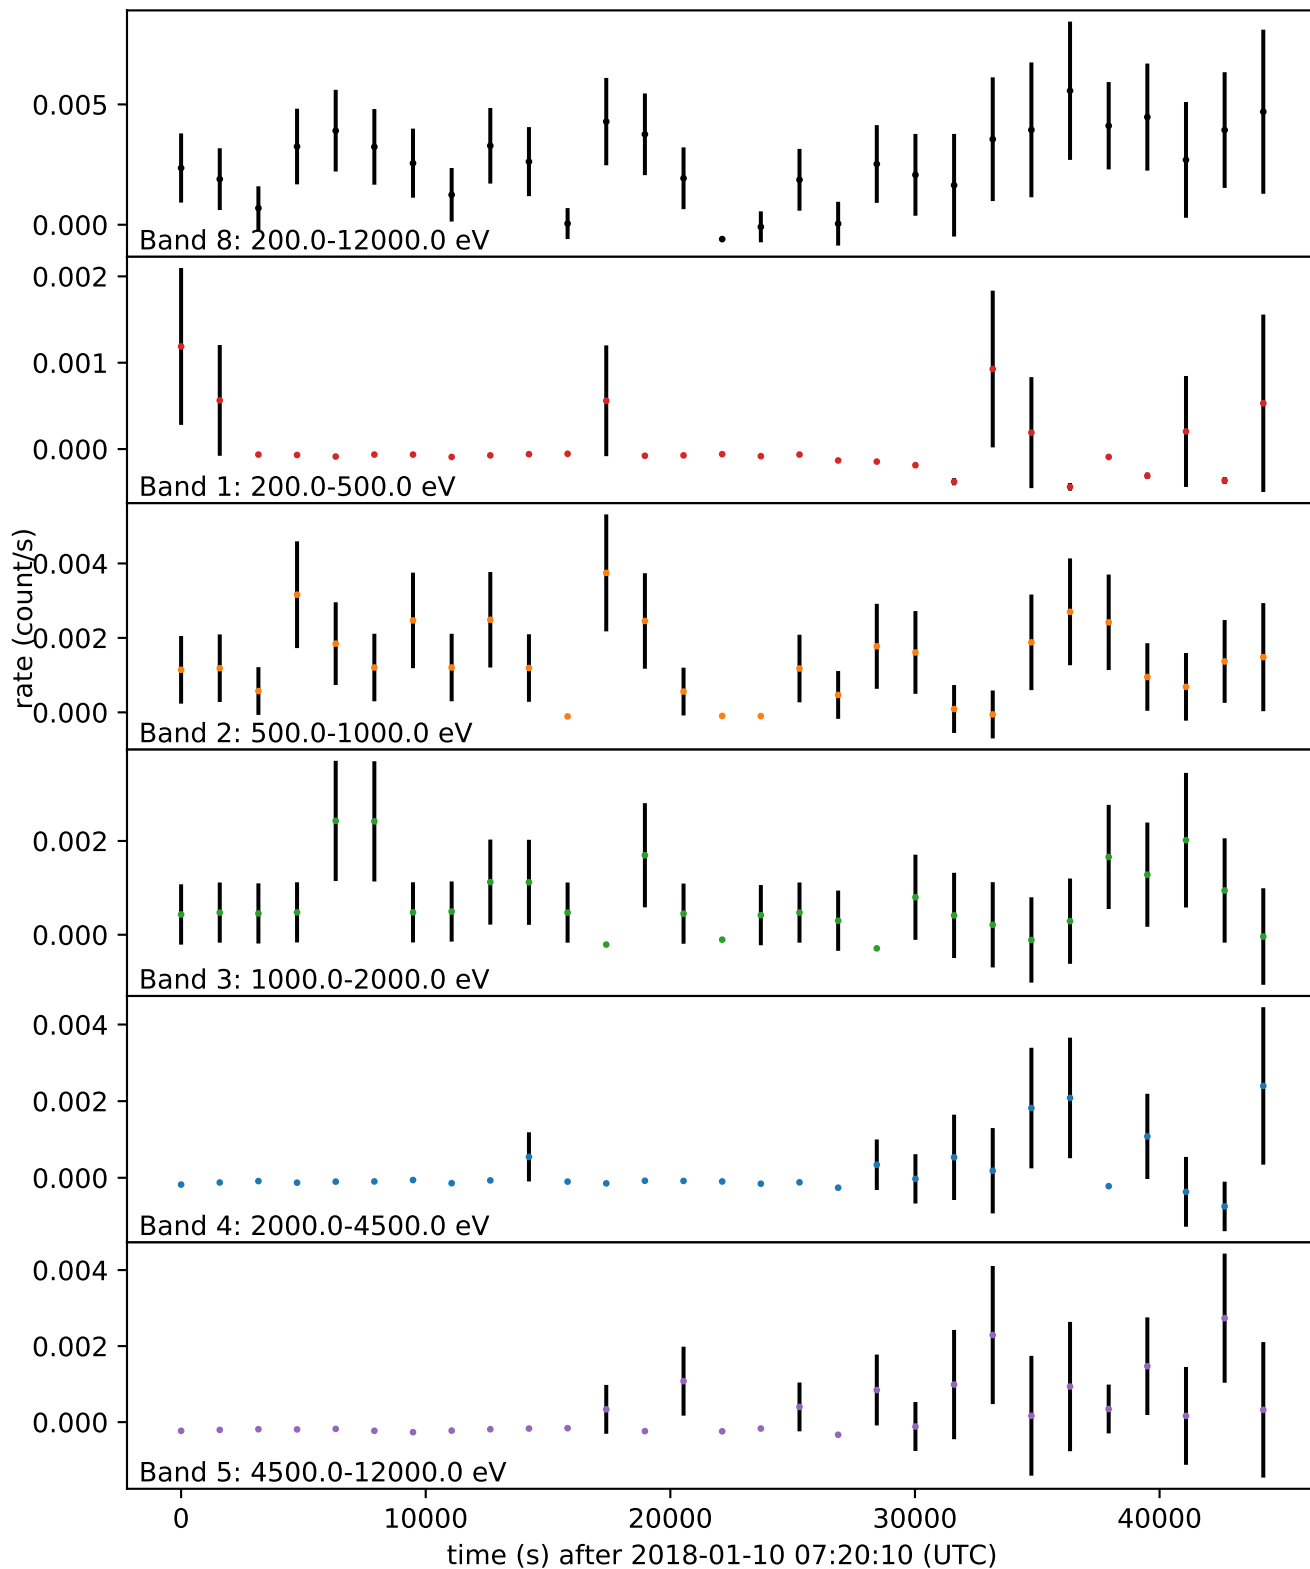 0.005
0.000
Band 8: 200.0-12000.0 eV
0.002
0.001
0.000
Band 1: 200.0-500.0 eV
rate (count/s)
0.004
0.002
0.000
Band 2: 500.0-1000.0 eV
0.002
0.000
Band 3: 1000.0-2000.0 eV
0.004
0.002
0.000
Band 4: 2000.0-4500.0 eV
0.004
0.002
0.000
Band 5: 4500.0-12000.0 eV
0 10000 20000 30000 40000
time (s) after 2018-01-10 07:20:10 (UTC)